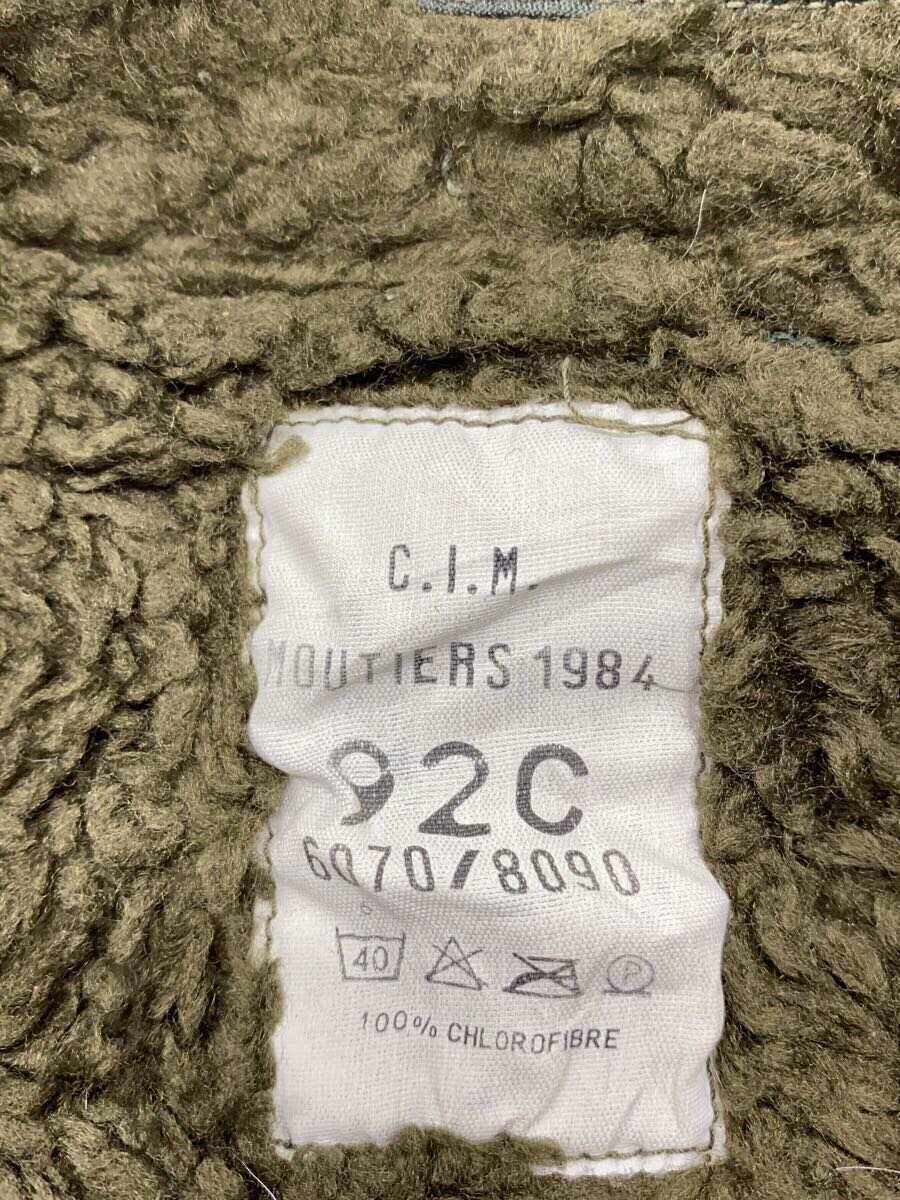 C.I.M.
MOUTIERS 1984
92C
6070/8090
40 P
100% CHLOROFIBRE